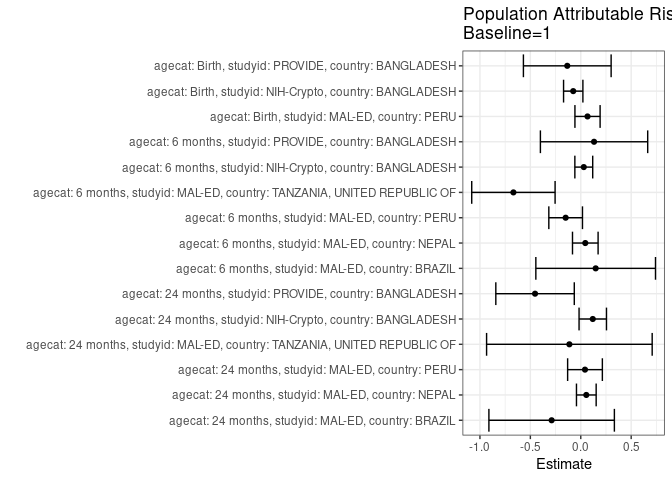 Population Attributable Ris
Baseline=1
agecat: Birth, studyid: PROVIDE, country: BANGLADESH
agecat: Birth, studyid: NIH-Crypto, country: BANGLADESH
agecat: Birth, studyid: MAL-ED, country: PERU
agecat: 6 months, studyid: PROVIDE, country: BANGLADESH
agecat: 6 months, studyid: NIH-Crypto, country: BANGLADESH
agecat: 6 months, studyid: MAL-ED, country: TANZANIA, UNITED REPUBLIC OF
agecat: 6 months, studyid: MAL-ED, country: PERU
agecat: 6 months, studyid: MAL-ED, country: NEPAL
agecat: 6 months, studyid: MAL-ED, country: BRAZIL
agecat: 24 months, studyid: PROVIDE, country: BANGLADESH
agecat: 24 months, studyid: NIH-Crypto, country: BANGLADESH
agecat: 24 months, studyid: MAL-ED, country: TANZANIA, UNITED REPUBLIC OF
agecat: 24 months, studyid: MAL-ED, country: PERU
agecat: 24 months, studyid: MAL-ED, country: NEPAL
agecat: 24 months, studyid: MAL-ED, country: BRAZIL
-1.0 -0.5 0.0 0.5
Estimate